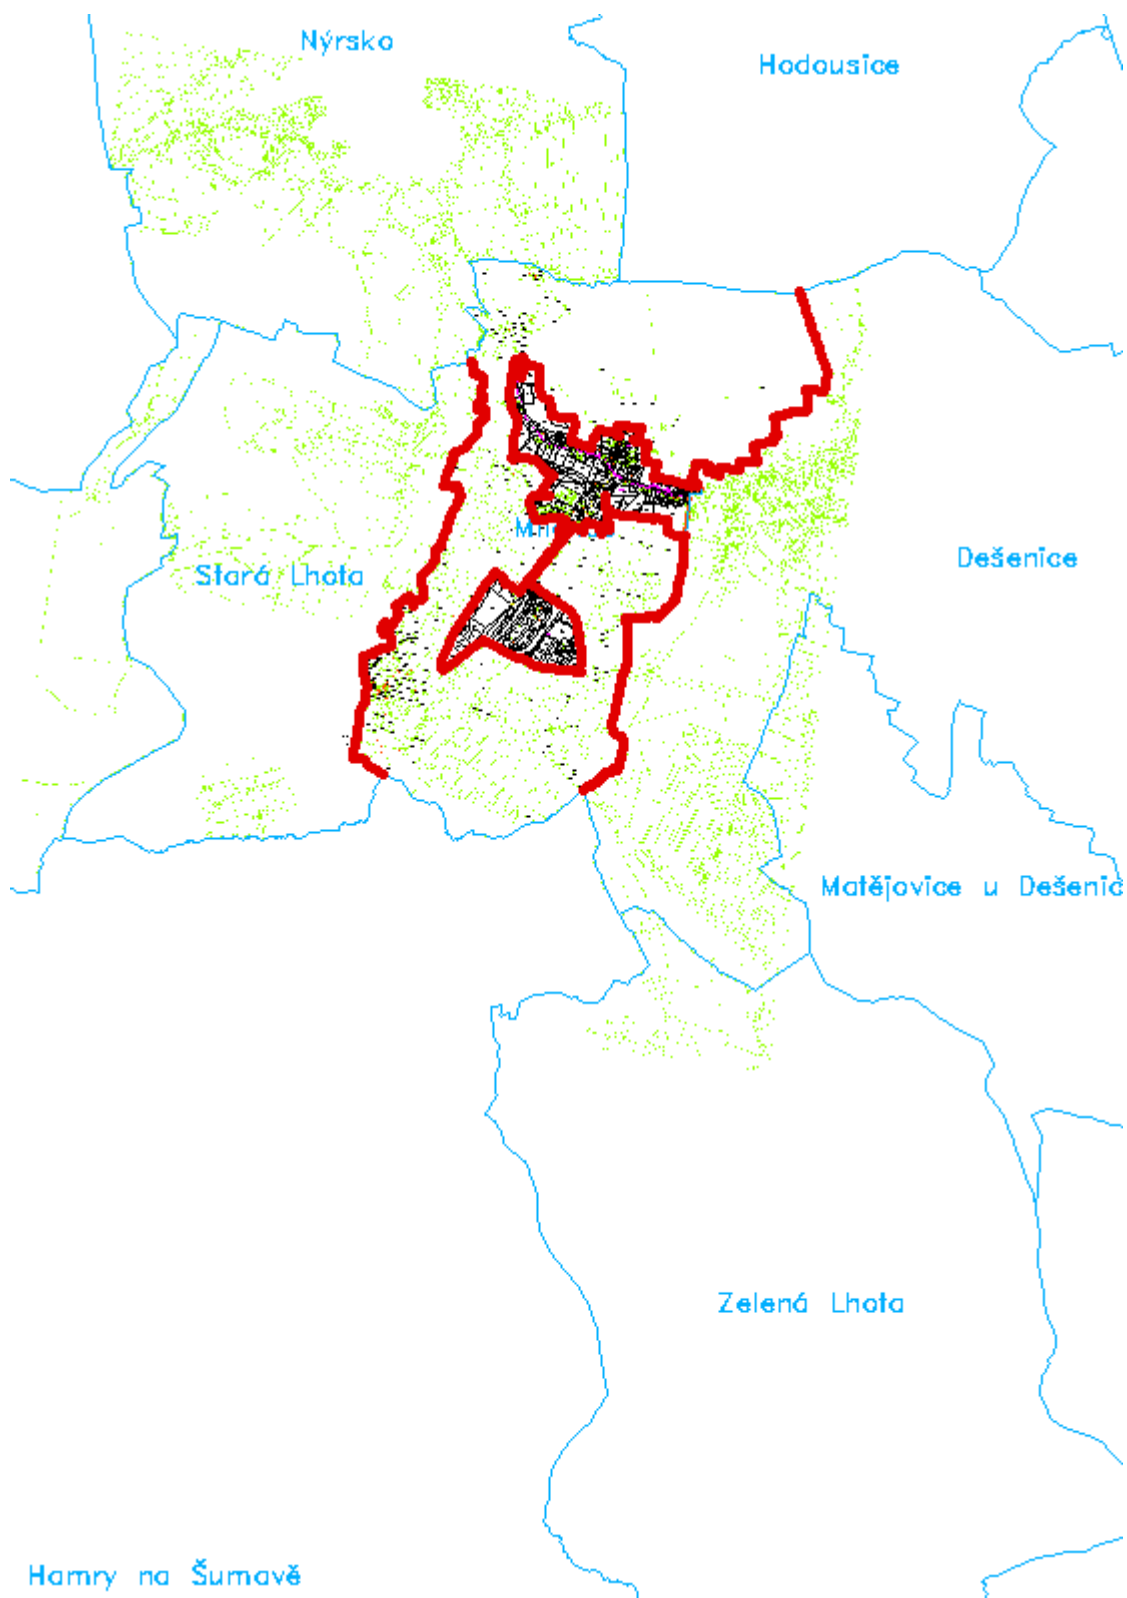 Nýrsko
Hodousice
Dešenice
Stará Lhota
Matějovice u Dešenic
Zelená Lhota
Hamry na Šumavě